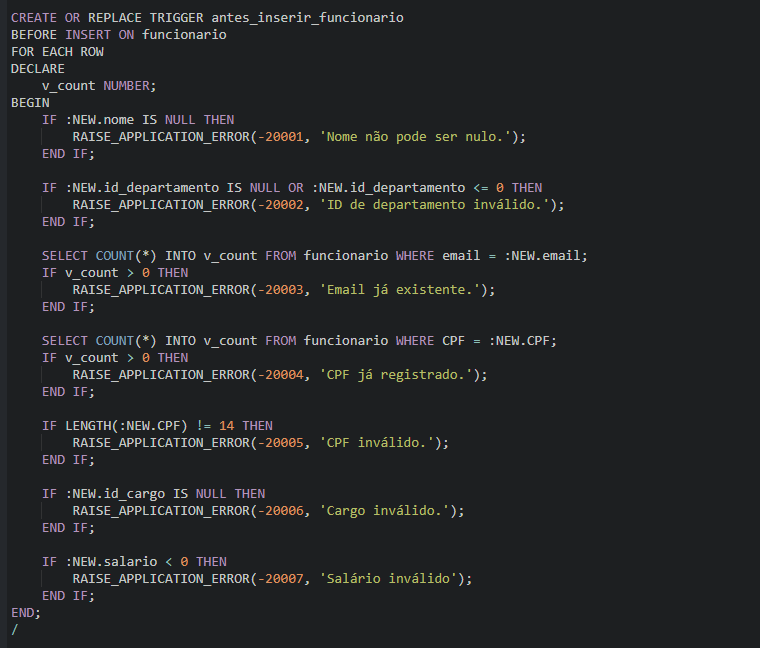 CREATE OR REPLACE TRIGGER antes_inserir_funcionario
BEFORE INSERT ON funcionario
FOR EACH ROW
DECLARE
    v_count NUMBER;
BEGIN
    IF :NEW.nome IS NULL THEN
        RAISE_APPLICATION_ERROR(-20001, 'Nome não pode ser nulo.');
    END IF;

    IF :NEW.id_departamento IS NULL OR :NEW.id_departamento <= 0 THEN
        RAISE_APPLICATION_ERROR(-20002, 'ID de departamento inválido.');
    END IF;

    SELECT COUNT(*) INTO v_count FROM funcionario WHERE email = :NEW.email;
    IF v_count > 0 THEN
        RAISE_APPLICATION_ERROR(-20003, 'Email já existente.');
    END IF;

    SELECT COUNT(*) INTO v_count FROM funcionario WHERE CPF = :NEW.CPF;
    IF v_count > 0 THEN
        RAISE_APPLICATION_ERROR(-20004, 'CPF já registrado.');
    END IF;

    IF LENGTH(:NEW.CPF) != 14 THEN
        RAISE_APPLICATION_ERROR(-20005, 'CPF inválido.');
    END IF;

    IF :NEW.id_cargo IS NULL THEN
        RAISE_APPLICATION_ERROR(-20006, 'Cargo inválido.');
    END IF;

    IF :NEW.salario < 0 THEN
        RAISE_APPLICATION_ERROR(-20007, 'Salário inválido');
    END IF;
END;
/